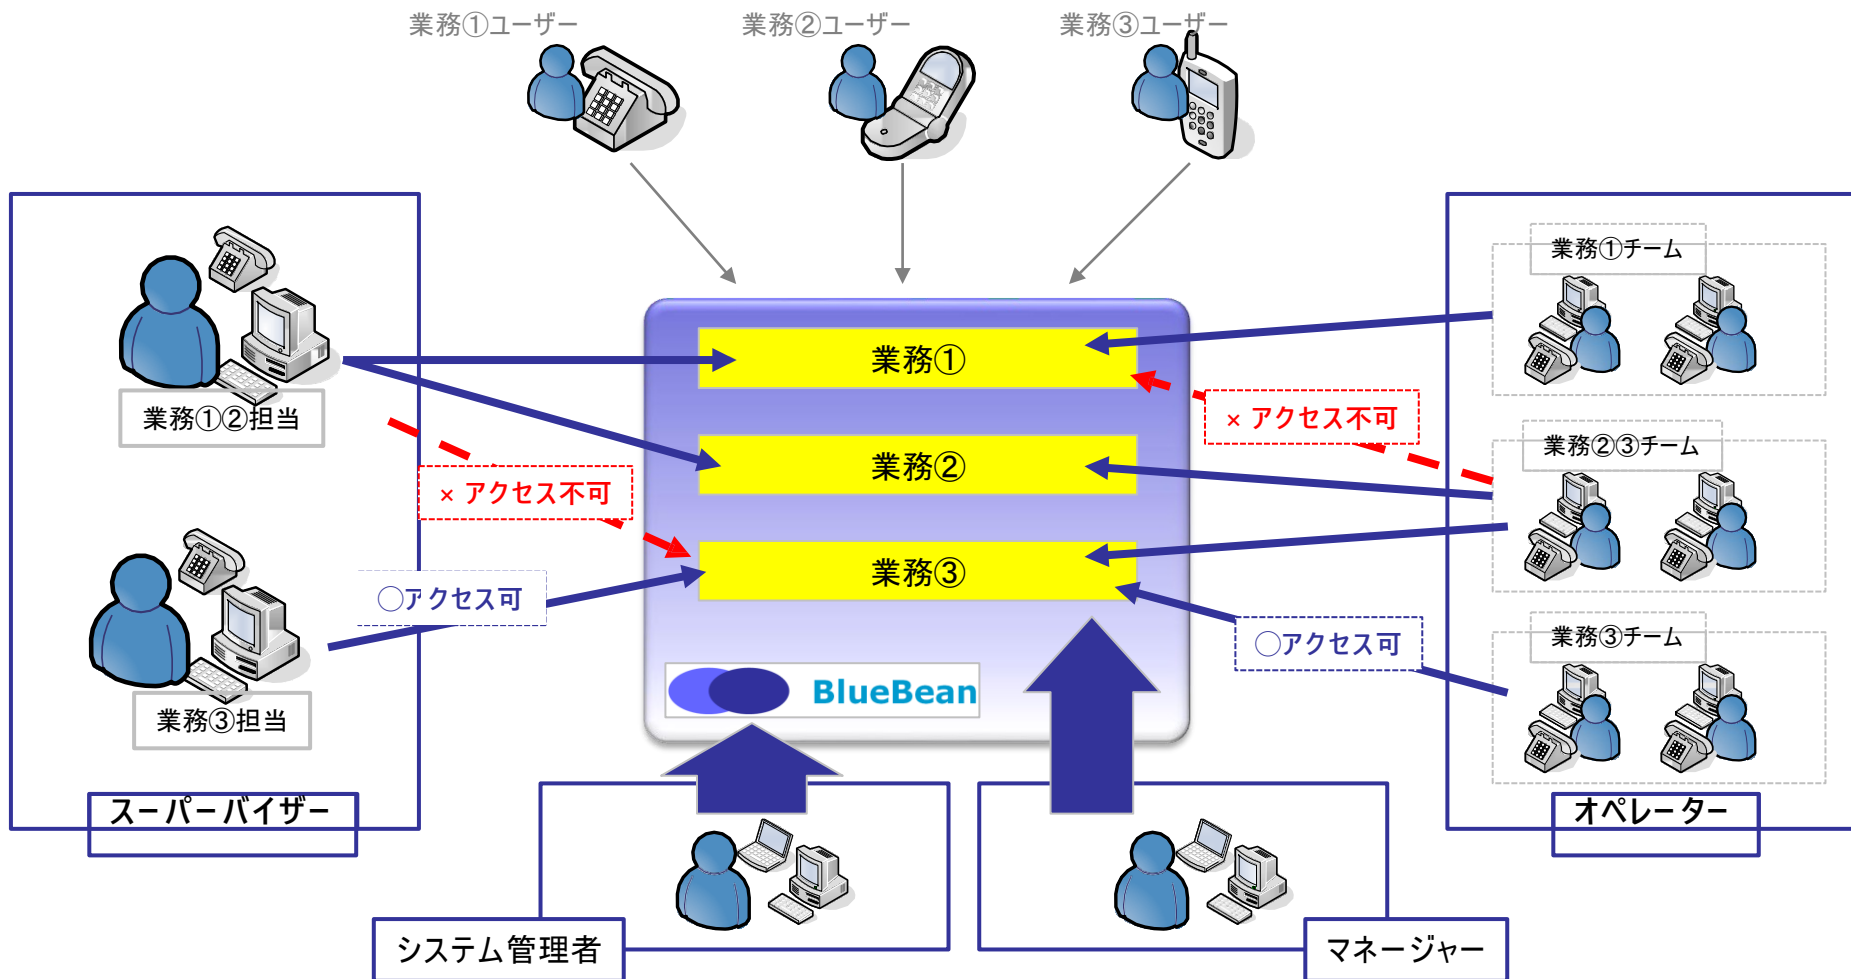 業務①ユーザー
業務②ユーザー
業務③ユーザー
業務①チーム
業務①
業務①②担当
× アクセス不可
業務②③チーム
業務②
× アクセス不可
業務③
◯アクセス可
業務③チーム
◯アクセス可
BlueBean
業務③担当
スーパーバイザー
オペレーター
システム管理者
マネージャー